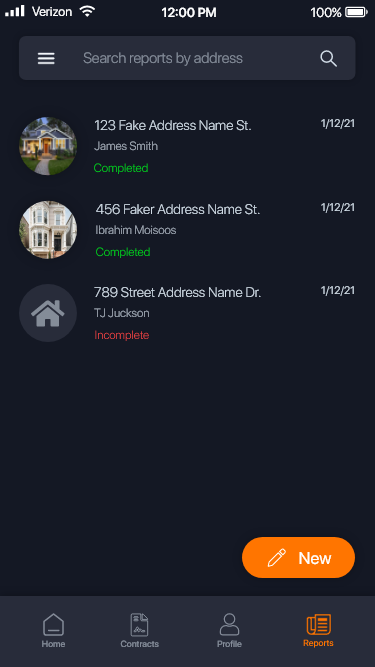 Verizon 12:00 PM 100%
Search reports by address
123 Fake Address Name St. 1/12/21
James Smith
Completed
456 Faker Address Name St. 1/12/21
Ibrahim Moisoos
Completed
789 Street Address Name Dr. 1/12/21
TJ Juckson
Incomplete
New
Home Contracts Profile Reports